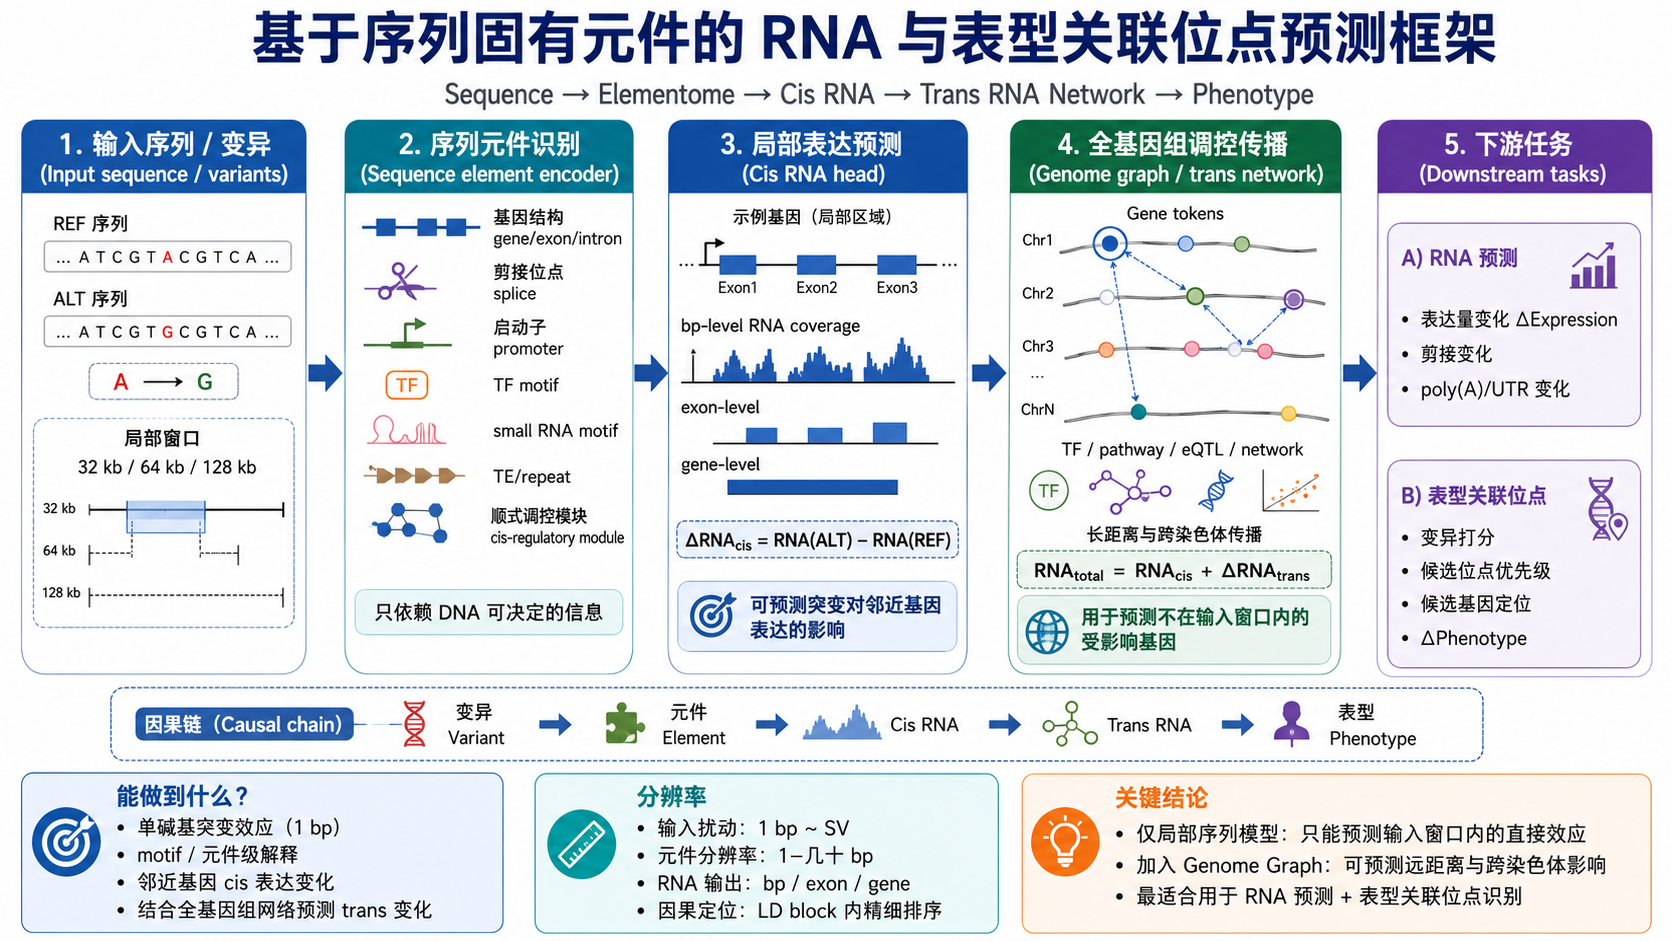 基于序列固有元件的 RNA 与表型关联位点预测框架
Sequence → Elementome → Cis RNA → Trans RNA Network → Phenotype
1. 输入序列 / 变异
(Input sequence / variants)
REF 序列
... A T C G T A C G T C A ...
ALT 序列
... A T C G T G C G T C A ...
A → G
局部窗口
32 kb / 64 kb / 128 kb
32 kb
64 kb
128 kb
2. 序列元件识别
(Sequence element encoder)
基因结构
gene/exon/intron
剪接位点
splice
启动子
promoter
TF
TF motif
small RNA motif
TE/repeat
顺式调控模块
cis-regulatory module
只依赖 DNA 可决定的信息
3. 局部表达预测
(Cis RNA head)
示例基因（局部区域）
... ...
Exon1 Exon2 Exon3
bp-level RNA coverage
exon-level
gene-level
ΔRNAcis = RNA(ALT) − RNA(REF)
可预测突变对邻近基因
表达的影响
4. 全基因组调控传播
(Genome graph / trans network)
Gene tokens
Chr1
Chr2
Chr3
...
ChrN
TF / pathway / eQTL / network
TF
长距离与跨染色体传播
RNAtotal = RNAcis + ΔRNAtrans
用于预测不在输入窗口内的
受影响基因
5. 下游任务
(Downstream tasks)
A) RNA 预测
• 表达量变化 ΔExpression
• 剪接变化
• poly(A)/UTR 变化
B) 表型关联位点
• 变异打分
• 候选位点优先级
• 候选基因定位
• ΔPhenotype
因果链（Causal chain）
变异
Variant
元件
Element
Cis RNA
Trans RNA
表型
Phenotype
能做到什么？
• 单碱基突变效应（1 bp）
• motif / 元件级解释
• 邻近基因 cis 表达变化
• 结合全基因组网络预测 trans 变化
分辨率
• 输入扰动：1 bp ~ SV
• 元件分辨率：1–几十 bp
• RNA 输出：bp / exon / gene
• 因果定位：LD block 内精细排序
关键结论
• 仅局部序列模型：只能预测输入窗口内的直接效应
• 加入 Genome Graph：可预测远距离与跨染色体影响
• 最适合用于 RNA 预测 + 表型关联位点识别